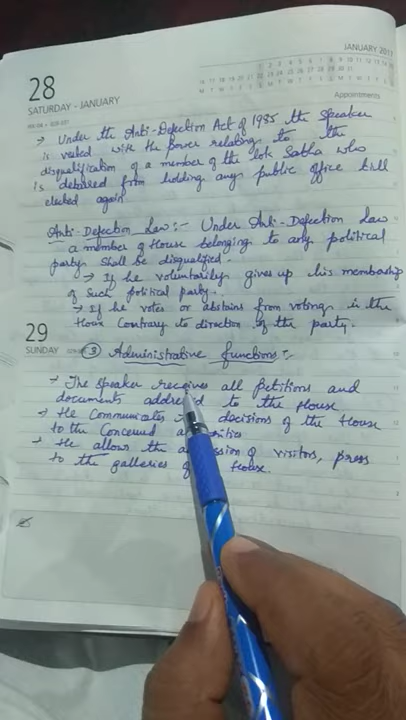 JANUARY 2017
28
SATURDAY - JANUARY
Appointments
→ Under the Anti-Defection Act of 1985 the Speaker
is vested with the power relating to the
disqualification of a member of the lok Sabha who
is debarred from holding any public office till
elected again
Anti-Defection Law:- Under Anti-Defection law
a member of House belonging to any political
party shall be disqualified.
→ If he voluntarily gives up his membership
of such political party.
→ If he votes or abstains from voting in the
House Contrary to direction of the party.
29
SUNDAY
③ Administrative functions:-
→ The Speaker receives all petitions and
documents to the House
→ He Communicates decisions of the House
to the
→ He allows the of visitors, press
to the galleries House.